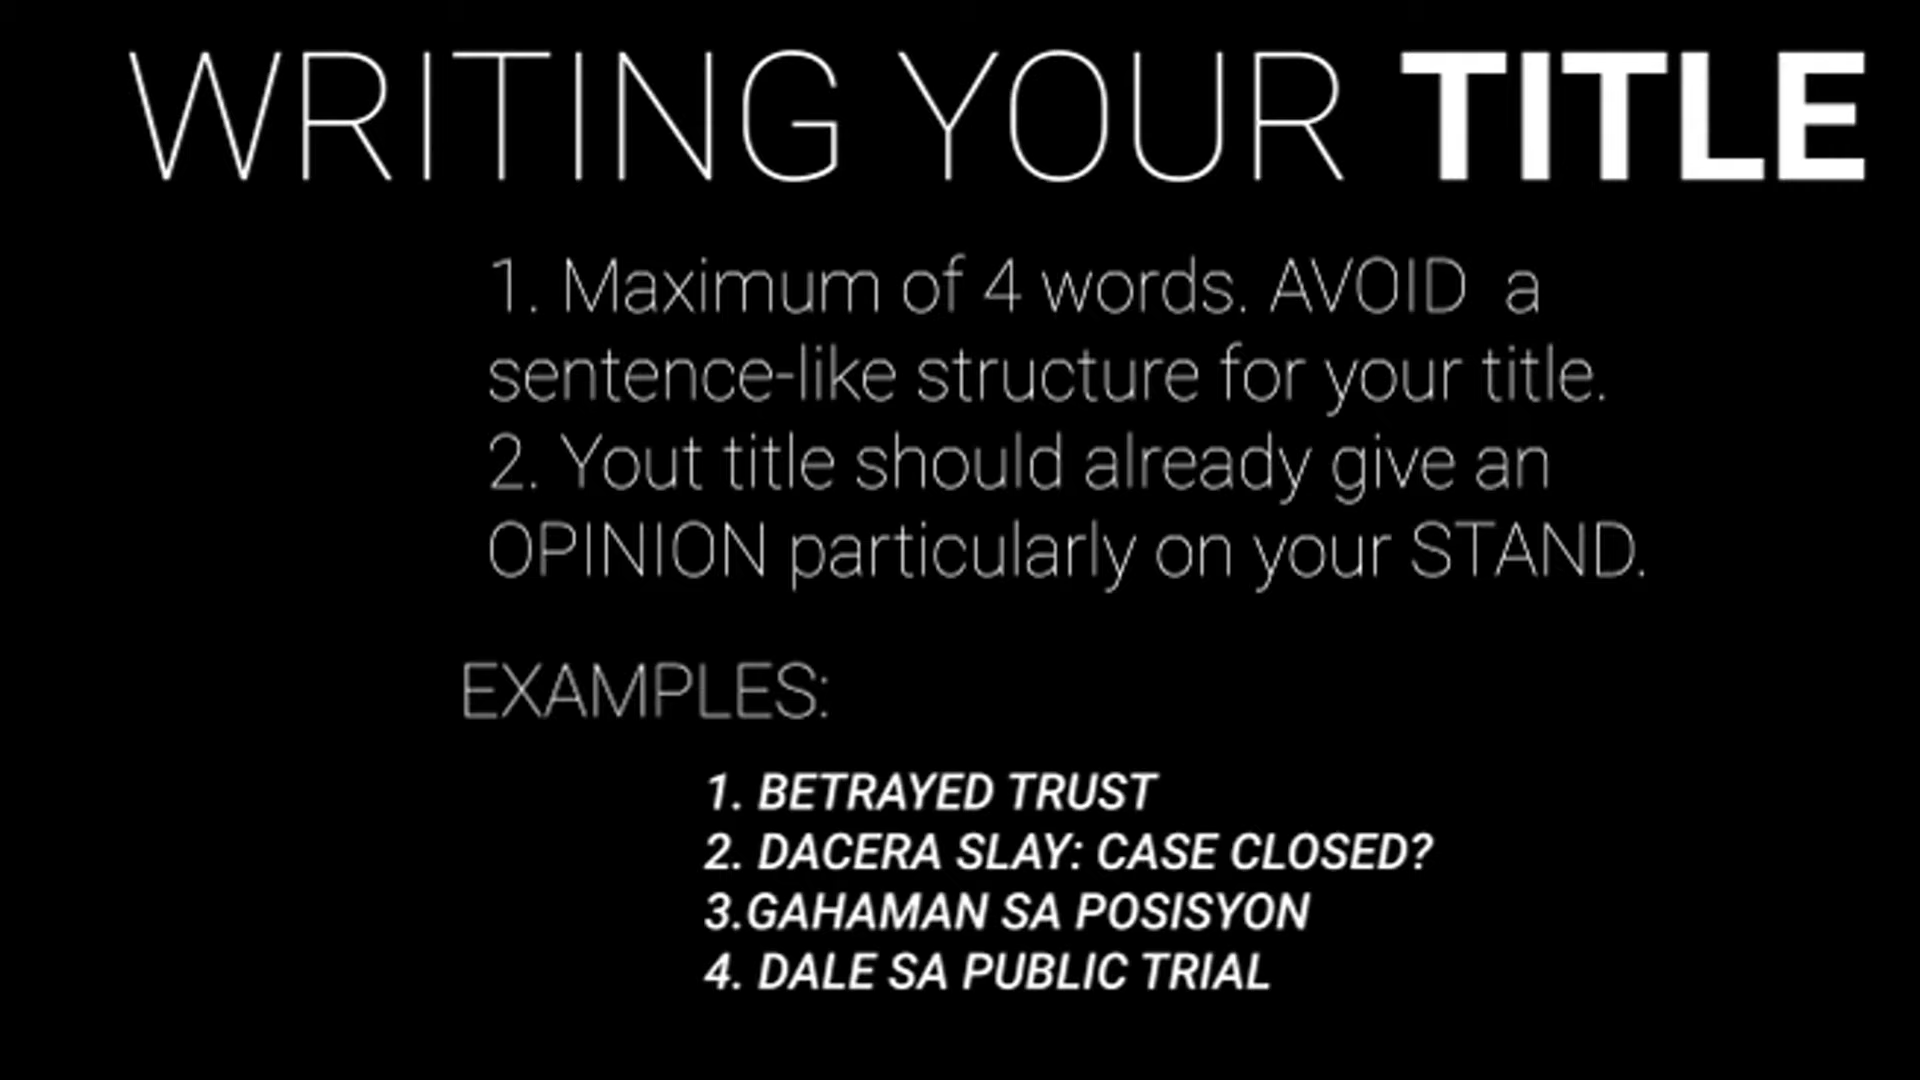 WRITING YOUR TITLE
1. Maximum of 4 words. AVOID a
sentence-like structure for your title.
2. Yout title should already give an
OPINION particularly on your STAND.
EXAMPLES:
1. BETRAYED TRUST
2. DACERA SLAY: CASE CLOSED?
3.GAHAMAN SA POSISYON
4. DALE SA PUBLIC TRIAL